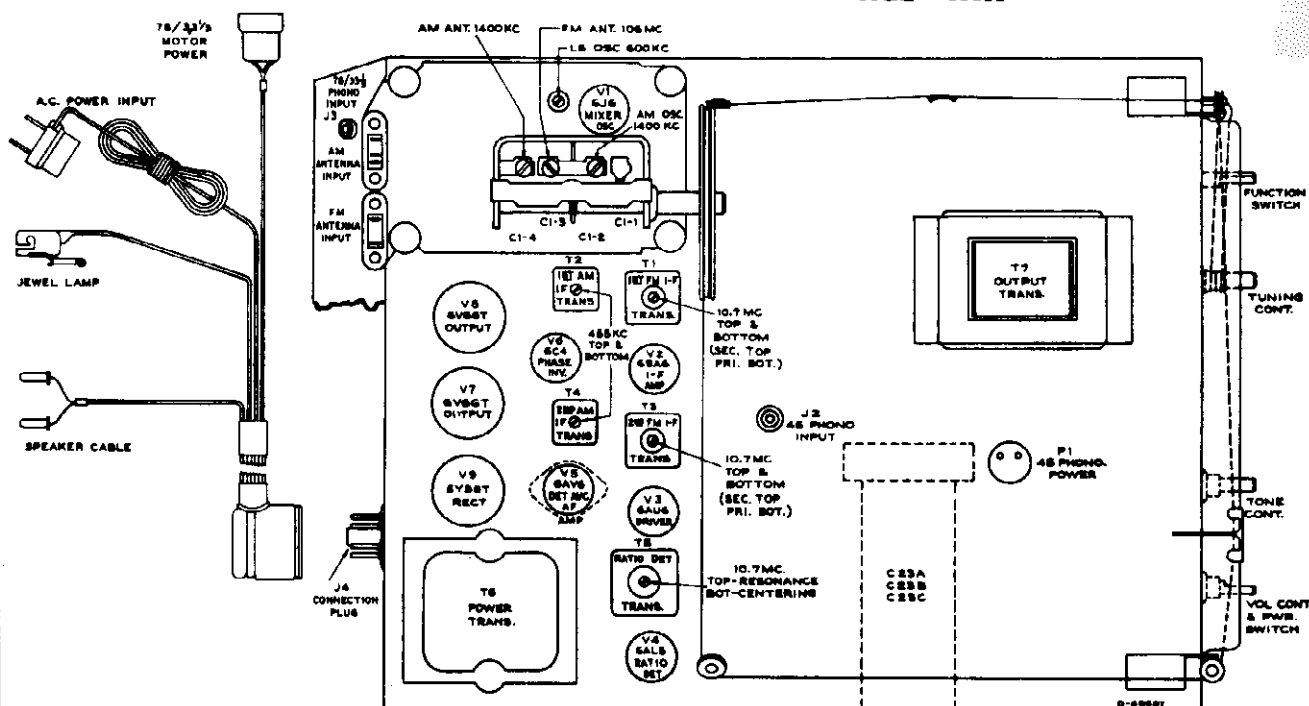 78/33⅓
MOTOR
POWER
A.C. POWER INPUT
JEWEL LAMP
SPEAKER CABLE
AM ANT. 1400KC
FM ANT. 106MC
L5 OSC 600KC
78/33⅓
PHONO
INPUT
J3
AM
ANTENNA
INPUT
FM
ANTENNA
INPUT
V1
6J6
MIXER
OSC
AM OSC
1400 KC
C1-3
C1-1
C1-4
C1-2
T2
1ST AM
IF
TRANS
T1
1ST FM I-F
TRANS.
V8
6V6GT
OUTPUT
V6
6C4
PHASE
INV.
455KC
TOP &
BOTTOM
10.7 MC
TOP &
BOTTOM
(SEC. TOP
PRI. BOT.)
V2
6BA6
I-F
AMP
V7
6V6GT
OUTPUT
T4
2ND AM
IF
TRANS
T3
2ND FM I-F
TRANS.
10.7MC
TOP &
BOTTOM
(SEC. TOP
PRI. BOT.)
V9
5Y3GT
RECT
V5
6AV6
DET AVC
AF
AMP
V3
6AU6
DRIVER
T5
RATIO DET
TRANS.
10.7MC.
TOP-RESONANCE
BOT-CENTERING
V4
6AL5
RATIO
DET
T6
POWER
TRANS.
J4
CONNECTION
PLUG
T7
OUTPUT
TRANS.
J2
45 PHONO
INPUT
P1
45 PHONO.
POWER
C23A
C23B
C23C
FUNCTION
SWITCH
TUNING
CONT.
TONE
CONT.
VOL CONT
& PWR.
SWITCH